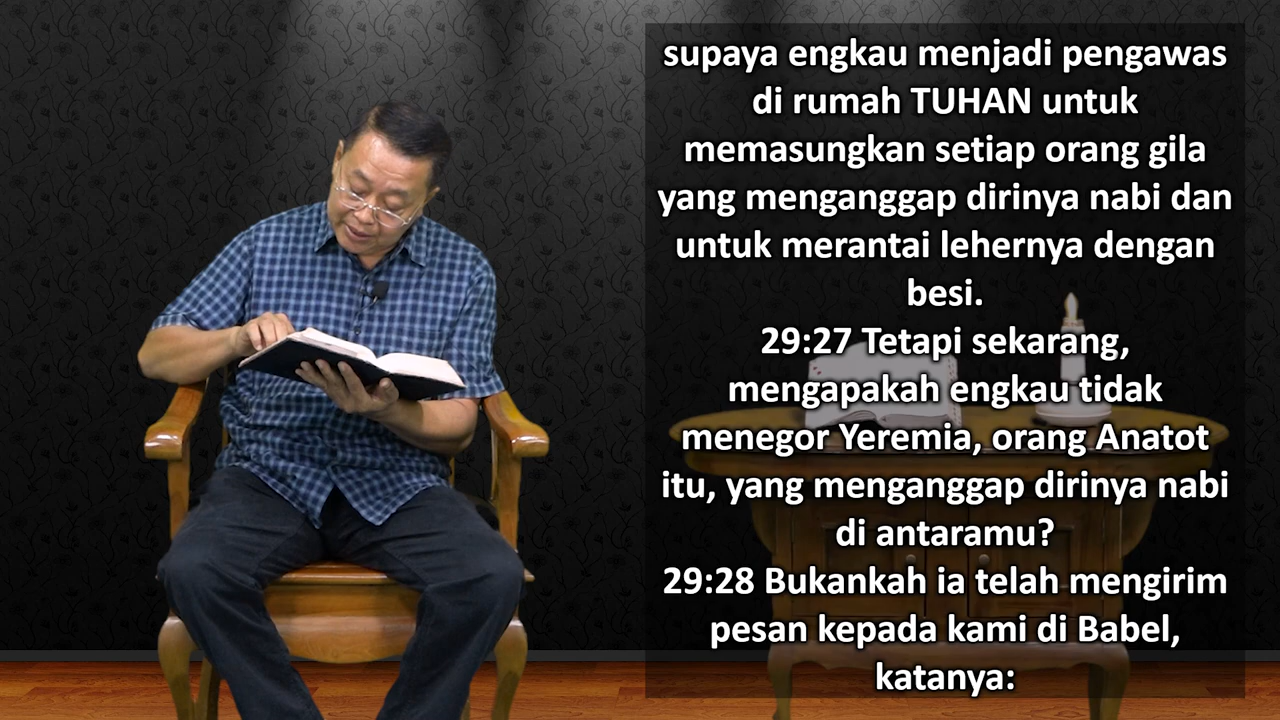 supaya engkau menjadi pengawas
di rumah TUHAN untuk
memasungkan setiap orang gila
yang menganggap dirinya nabi dan
untuk merantai lehernya dengan
besi.
29:27 Tetapi sekarang,
mengapakah engkau tidak
menegor Yeremia, orang Anatot
itu, yang menganggap dirinya nabi
di antaramu?
29:28 Bukankah ia telah mengirim
pesan kepada kami di Babel,
katanya: